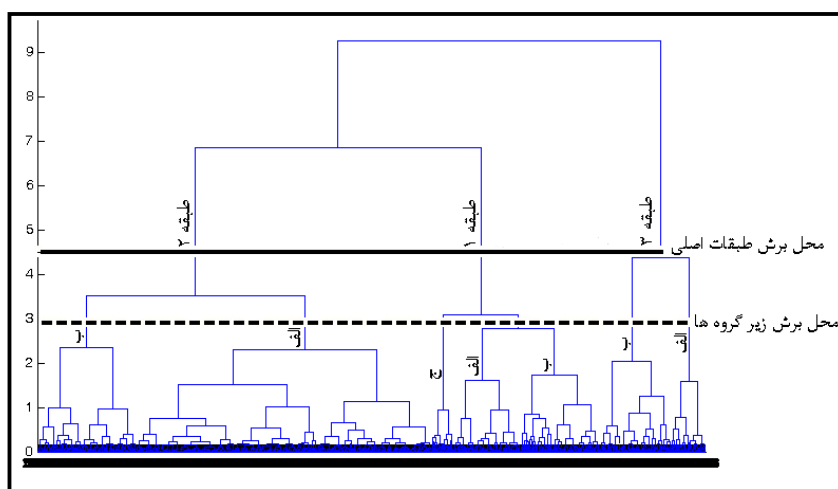 9
8
7
6
5
4
3
2
1
0
طبقه ۲
طبقه ۱
طبقه ۳
محل برش طبقات اصلی
محل برش زیر گروه ها
ب
الف
ج
الف
ب
ب
الف